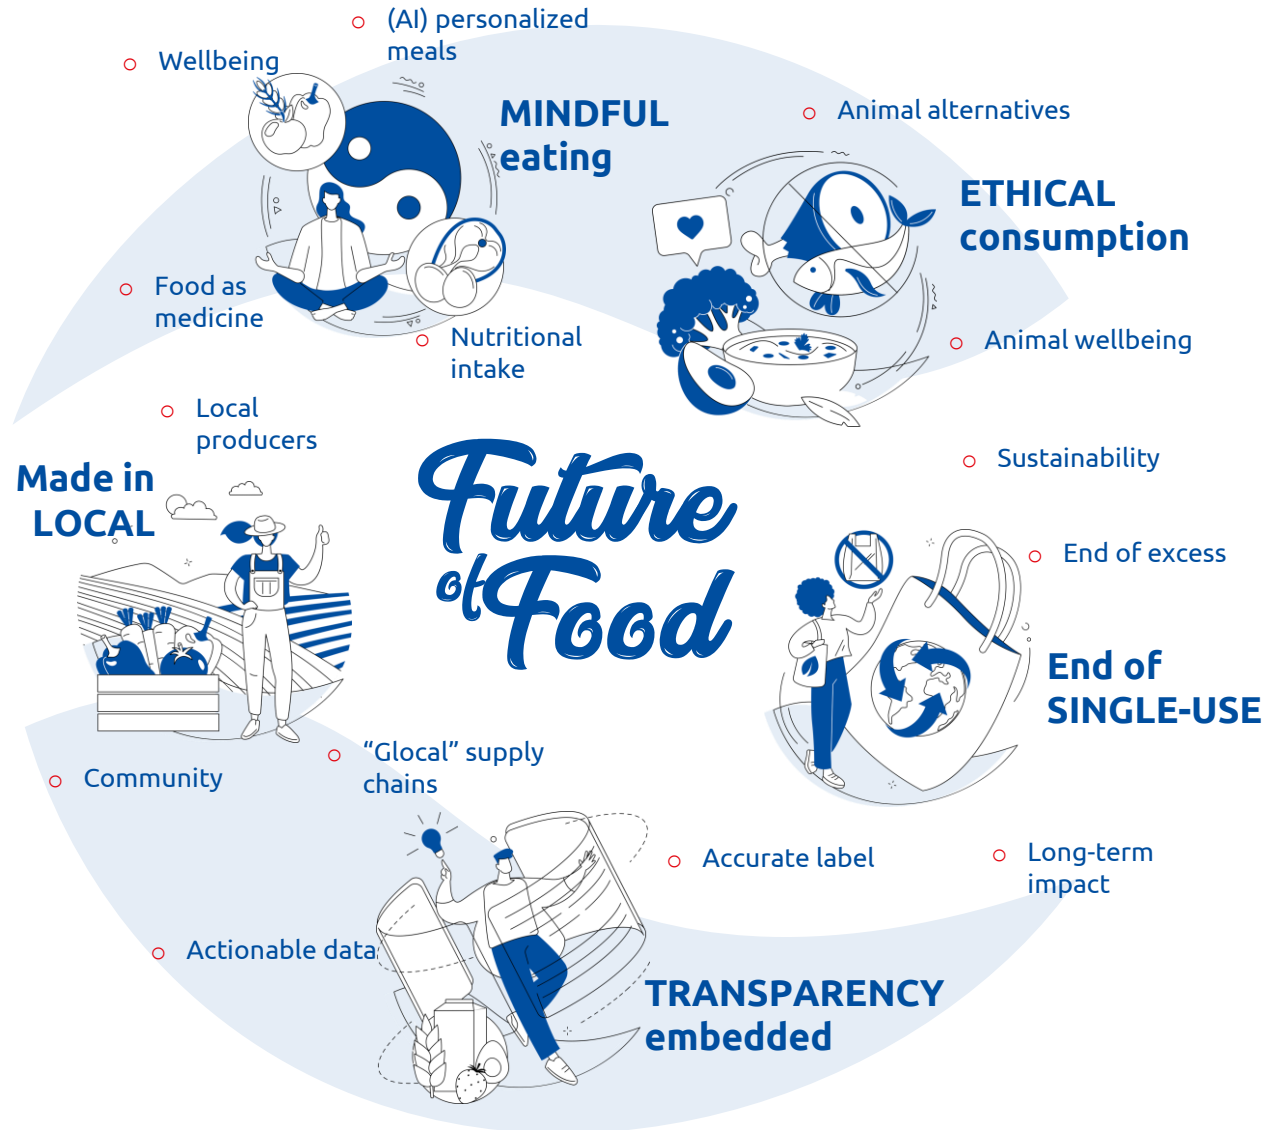 (AI) personalized
meals
Wellbeing
MINDFUL
eating
Food as
medicine
Nutritional
intake
Animal alternatives
ETHICAL
consumption
Animal wellbeing
Local
producers
Made in
LOCAL
Future
of Food
Sustainability
End of excess
End of
SINGLE-USE
Community
“Glocal” supply
chains
Accurate label
Long-term
impact
Actionable data
TRANSPARENCY
embedded